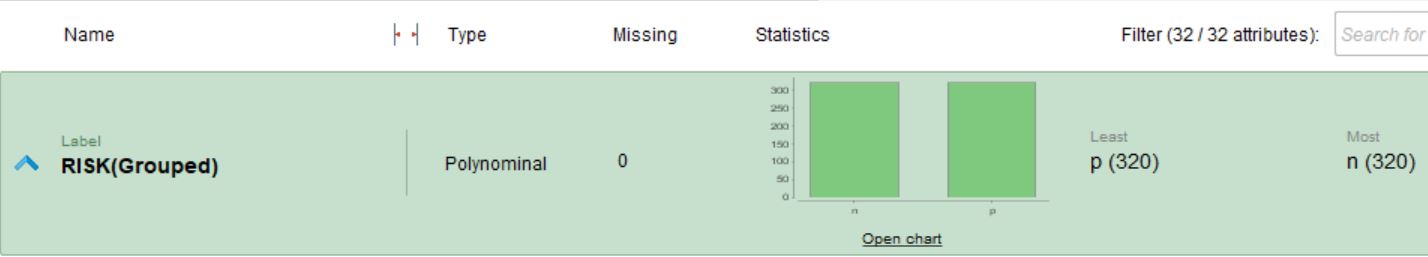 Name Type Missing Statistics Filter (32 / 32 attributes): Search for
300
250
200
150
100
50
0
n p
Open chart
Label
RISK(Grouped)
Polynominal
0
Least
p (320)
Most
n (320)